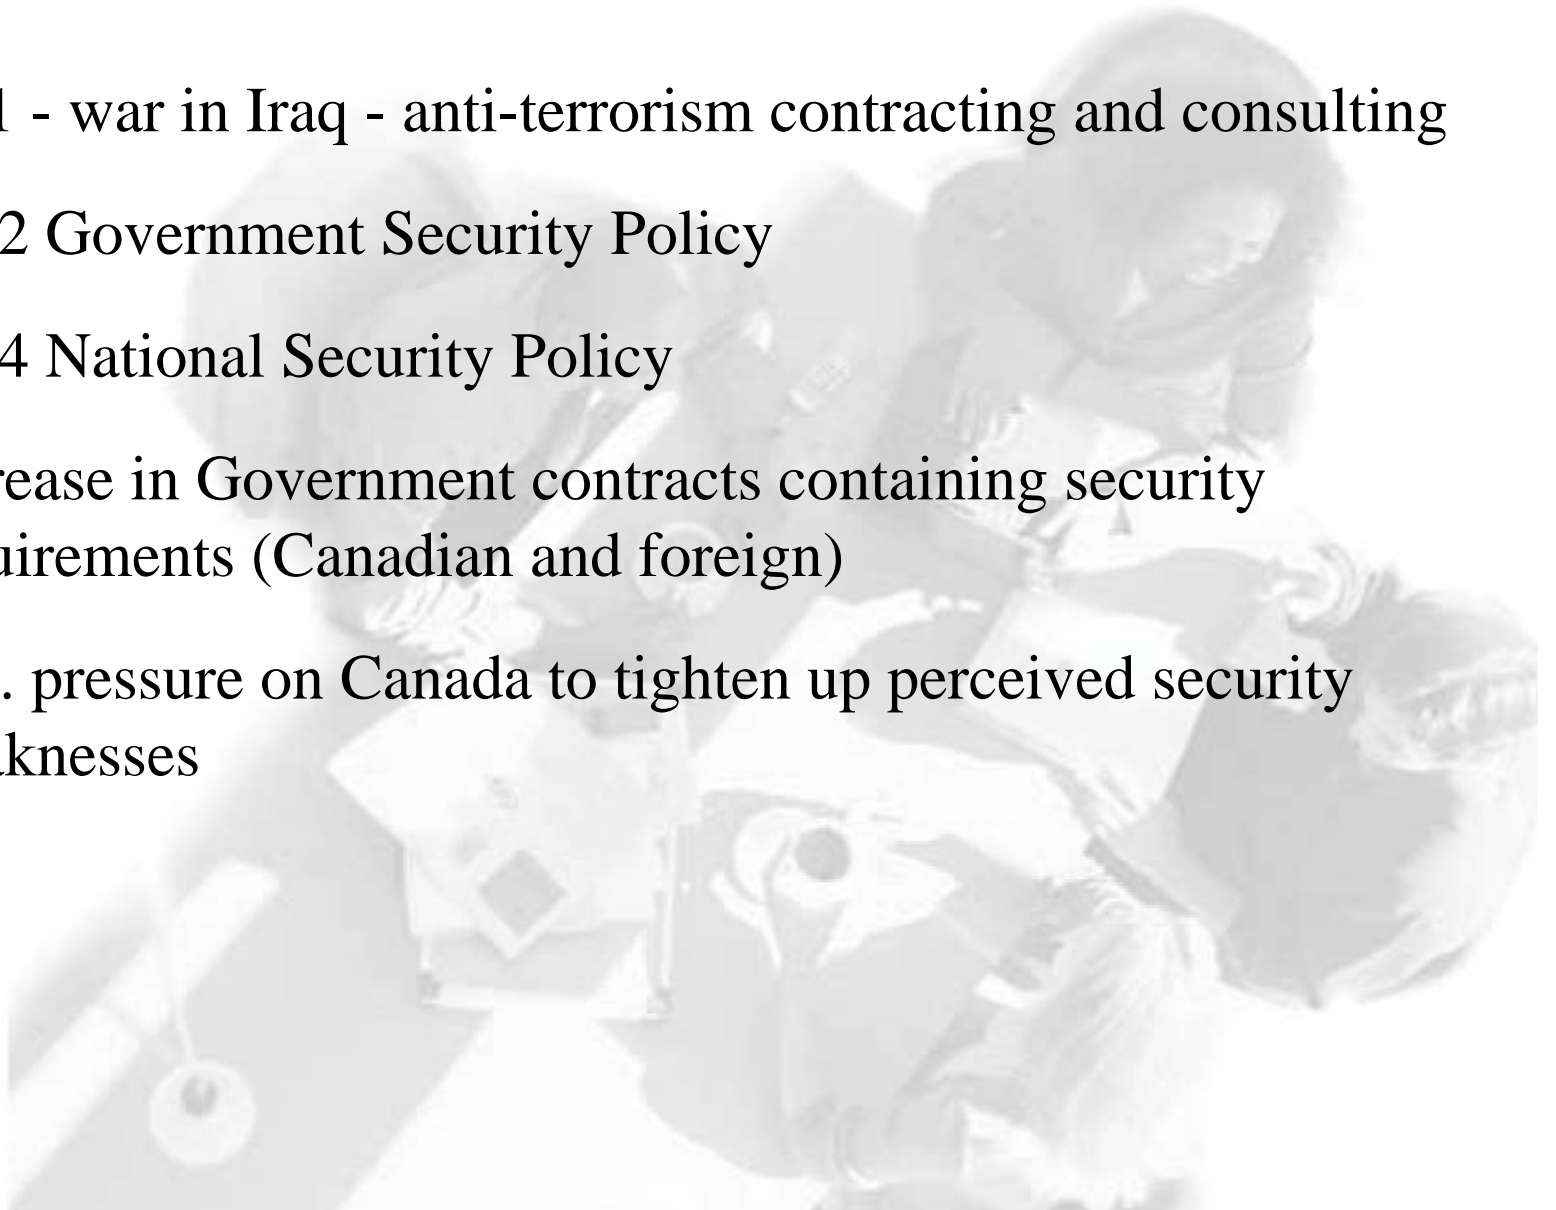 1 - war in Iraq - anti-terrorism contracting and consulting
2 Government Security Policy
4 National Security Policy
rease in Government contracts containing security
uirements (Canadian and foreign)
. pressure on Canada to tighten up perceived security
aknesses